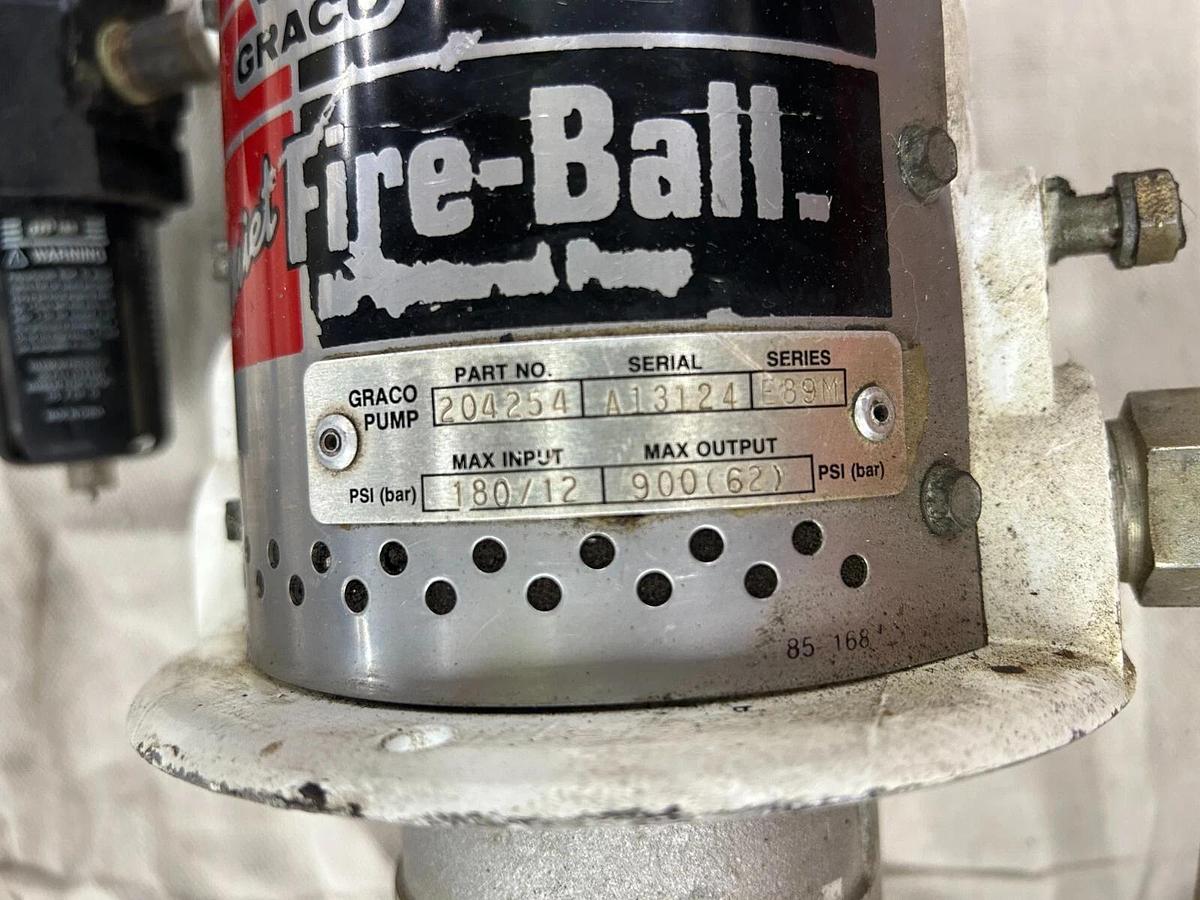 GRACO
Fire-Ball
WARNING
PART NO. SERIAL SERIES
GRACO PUMP 204254 A13124 E89M
MAX INPUT MAX OUTPUT
PSI (bar) 180/12 900(62) PSI (bar)
85 168